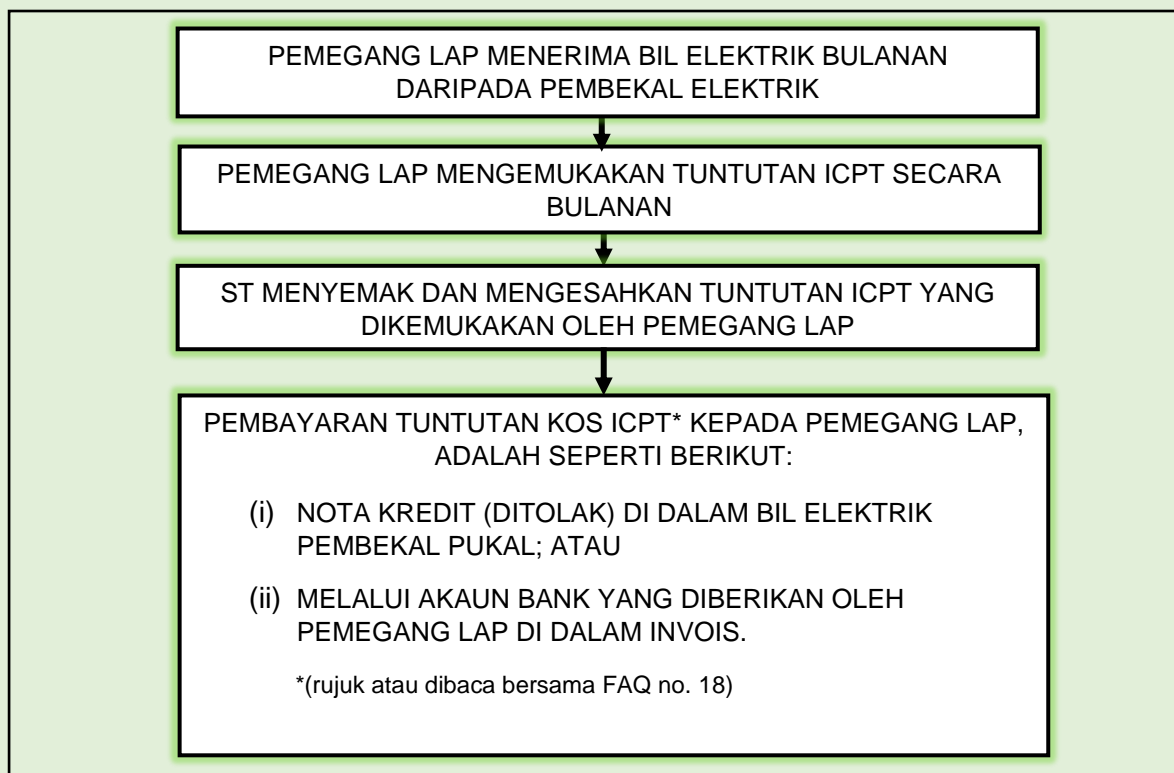 PEMEGANG LAP MENERIMA BIL ELEKTRIK BULANAN
DARIPADA PEMBEKAL ELEKTRIK
PEMEGANG LAP MENGEMUKAKAN TUNTUTAN ICPT SECARA
BULANAN
ST MENYEMAK DAN MENGESAHKAN TUNTUTAN ICPT YANG
DIKEMUKAKAN OLEH PEMEGANG LAP
PEMBAYARAN TUNTUTAN KOS ICPT* KEPADA PEMEGANG LAP,
ADALAH SEPERTI BERIKUT:
(i) NOTA KREDIT (DITOLAK) DI DALAM BIL ELEKTRIK
PEMBEKAL PUKAL; ATAU
(ii) MELALUI AKAUN BANK YANG DIBERIKAN OLEH
PEMEGANG LAP DI DALAM INVOIS.
*(rujuk atau dibaca bersama FAQ no. 18)